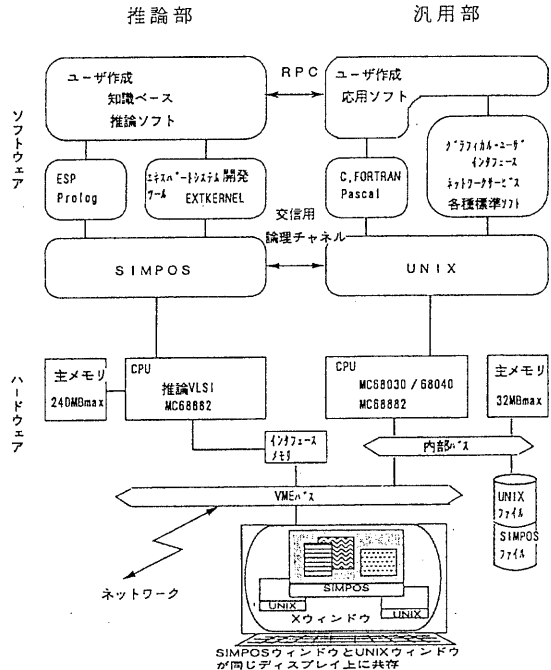 推論部
汎用部
ソフトウェア
ユーザ作成
知識ベース
推論ソフト
RPC
ユーザ作成
応用ソフト
ESP
Prolog
エキスパートシステム開発
ツール
EXTKERNEL
C,FORTRAN
Pascal
グラフィカル・ユーザ
インタフェース
ネットワークサービス
各種標準ソフト
交信用
論理チャネル
SIMPOS
UNIX
ハードウェア
主メモリ
240MBmax
CPU
推論VLSI
MC68882
CPU
MC68030/68040
MC68882
主メモリ
32MBmax
インタフェース
メモリ
内部バス
VMEバス
UNIX
ファイル
SIMPOS
ファイル
ネットワーク
SIMPOS
UNIX
Xウィンドウ
UNIX
SIMPOSウィンドウとUNIXウィンドウ
が同じディスプレイ上に共存